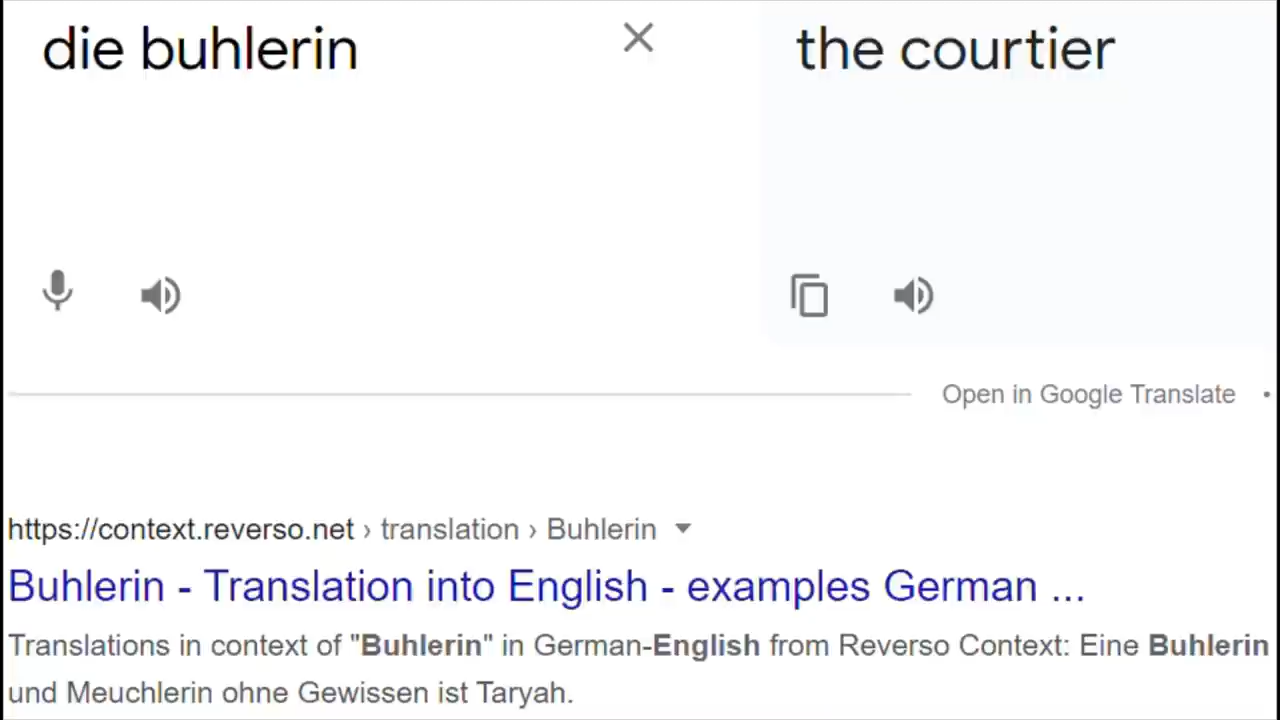 die buhlerin
the courtier
Open in Google Translate •
https://context.reverso.net › translation › Buhlerin
Buhlerin - Translation into English - examples German ...
Translations in context of "Buhlerin" in German-English from Reverso Context: Eine Buhlerin
und Meuchlerin ohne Gewissen ist Taryah.